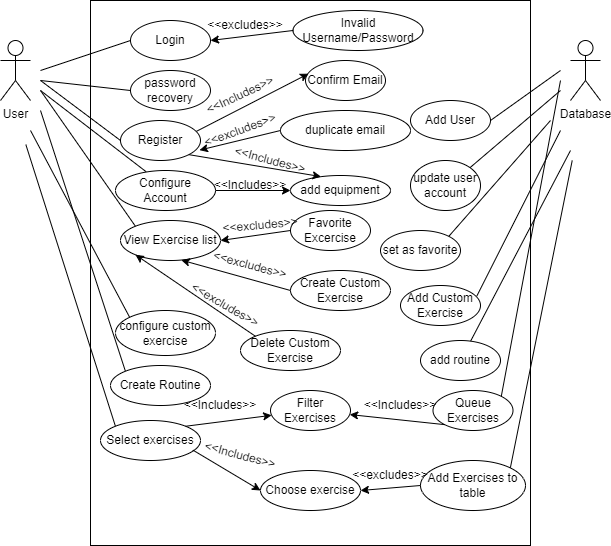 <<excludes>>
Invalid
Username/Password
Login
User
Database
password
recovery
<<Includes>>
Confirm Email
Register
<<excludes>>
duplicate email
Add User
<<Includes>>
Configure
Account
<<Includes>>
add equipment
update user
account
View Exercise list
<<excludes>>
Favorite
Excercise
set as favorite
<<excludes>>
Create Custom
Exercise
Add Custom
Exercise
<<excludes>>
configure custom
exercise
Delete Custom
Exercise
add routine
Create Routine
<<Includes>>
Filter
Exercises
<<Includes>>
Queue
Exercises
Select exercises
<<Includes>>
Choose exercise
<<excludes>>
Add Exercises to
table